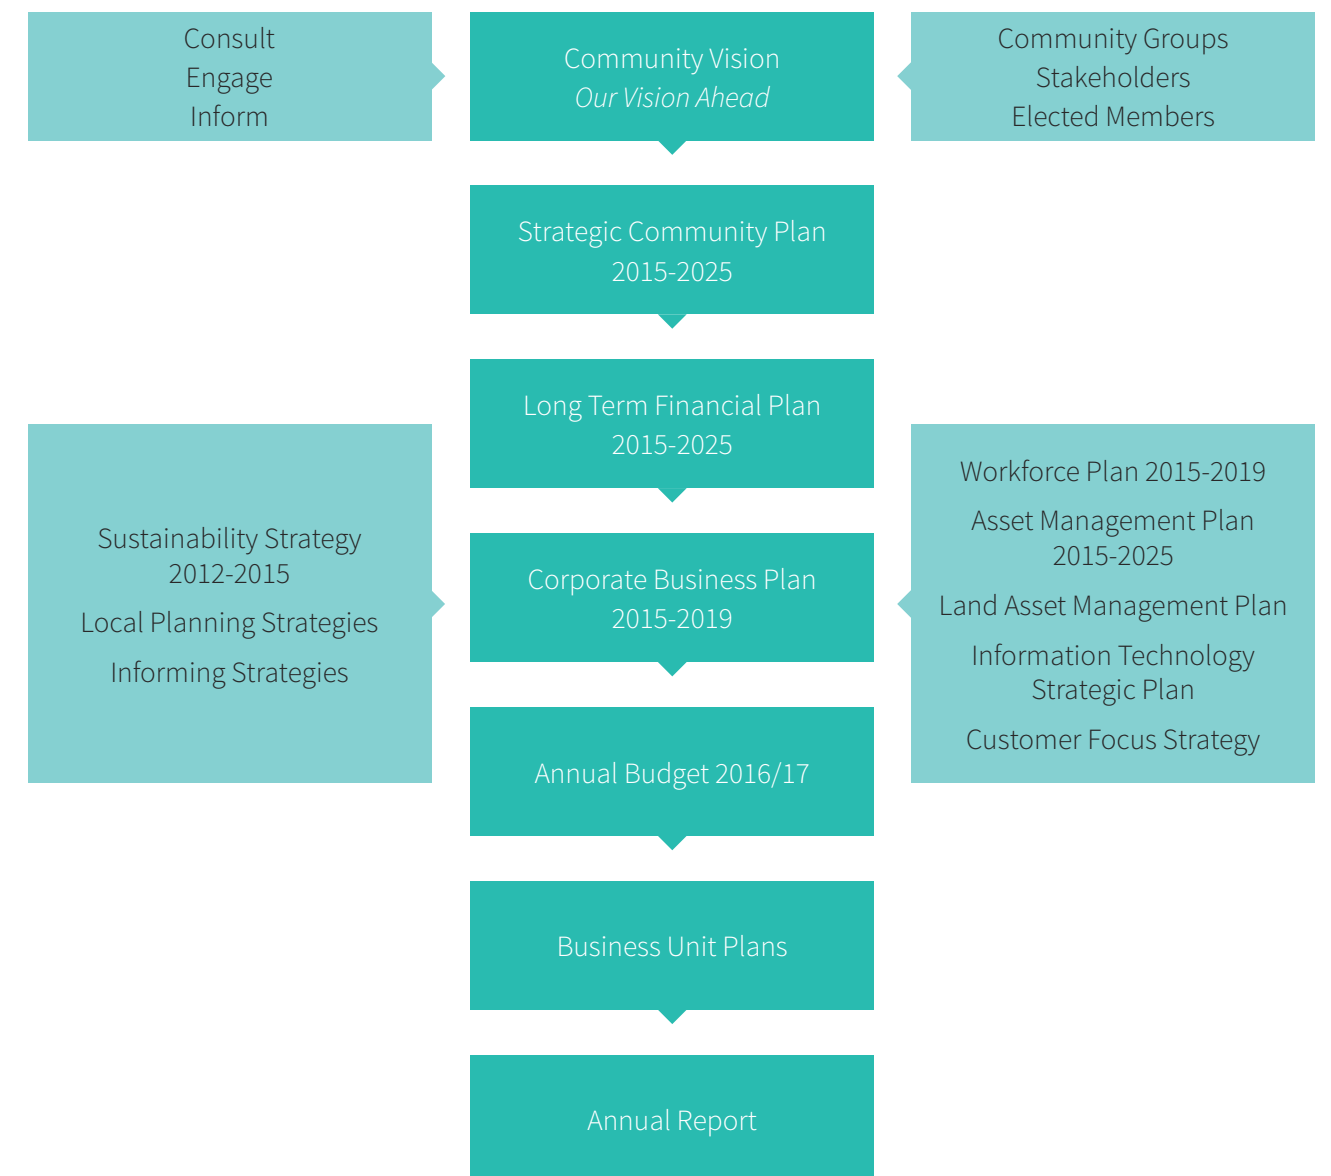 Consult
Engage
Inform
Community Vision
Our Vision Ahead
Community Groups
Stakeholders
Elected Members
Strategic Community Plan
2015-2025
Long Term Financial Plan
2015-2025
Sustainability Strategy
2012-2015
Local Planning Strategies
Informing Strategies
Corporate Business Plan
2015-2019
Workforce Plan 2015-2019
Asset Management Plan
2015-2025
Land Asset Management Plan
Information Technology
Strategic Plan
Customer Focus Strategy
Annual Budget 2016/17
Business Unit Plans
Annual Report